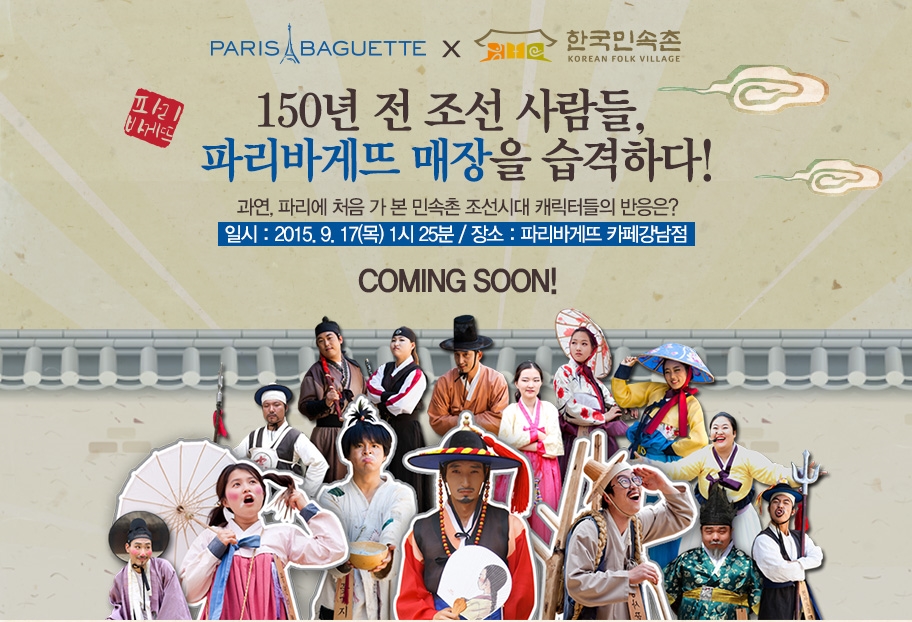 PARIS BAGUETTE X 한국민속촌
KOREAN FOLK VILLAGE
파리
바게뜨
150년 전 조선 사람들,
파리바게뜨 매장을 습격하다!
과연, 파리에 처음 가 본 민속촌 조선시대 캐릭터들의 반응은?
일시 : 2015. 9. 17(목) 1시 25분 / 장소 : 파리바게뜨 카페강남점
COMING SOON!